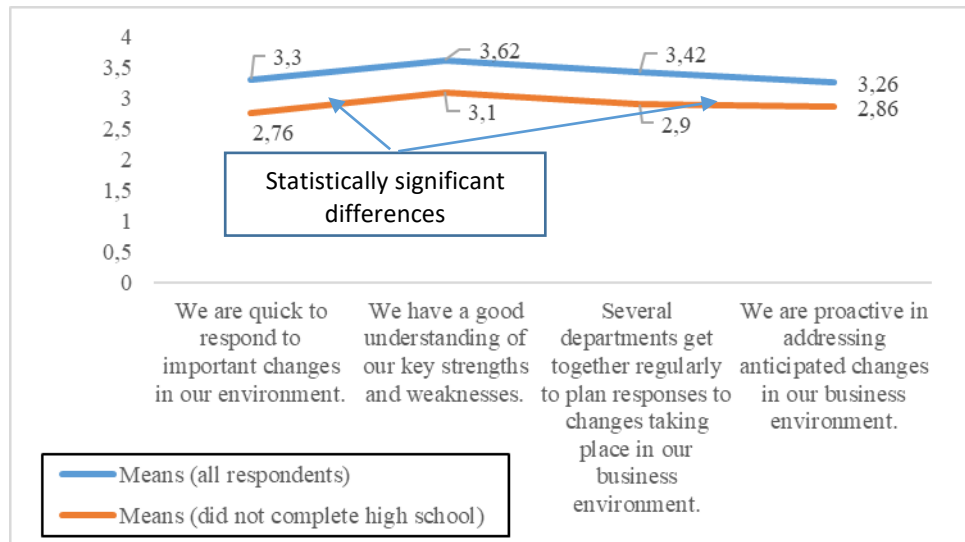 4
3,5
3
2,5
2
1,5
1
0,5
0
3,3
3,62
3,42
3,26
2,76
3,1
2,9
2,86
Statistically significant
differences
We are quick to
respond to
important changes
in our environment.
We have a good
understanding of
our key strengths
and weaknesses.
Several
departments get
together regularly
to plan responses to
changes taking
place in our
business
environment.
We are proactive in
addressing
anticipated changes
in our business
environment.
Means (all respondents)
Means (did not complete high school)